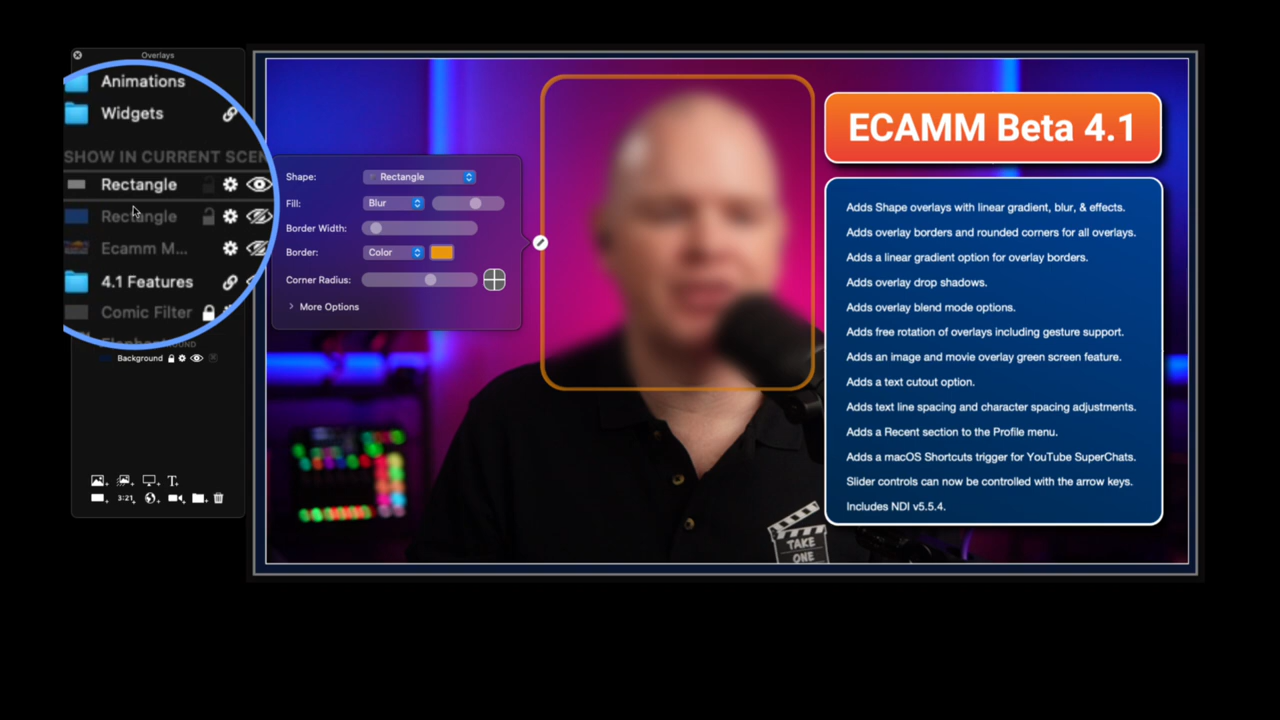 Overlays
Animations
Widgets
SHOW IN CURRENT SCEN
Rectangle
Rectangle
Ecamm M...
4.1 Features
Comic Filter
Background
3:21
T
Shape: Rectangle
Fill: Blur
Border Width:
Border: Color
Corner Radius:
More Options
ECAMM Beta 4.1
Adds Shape overlays with linear gradient, blur, & effects.
Adds overlay borders and rounded corners for all overlays.
Adds a linear gradient option for overlay borders.
Adds overlay drop shadows.
Adds overlay blend mode options.
Adds free rotation of overlays including gesture support.
Adds an image and movie overlay green screen feature.
Adds a text cutout option.
Adds text line spacing and character spacing adjustments.
Adds a Recent section to the Profile menu.
Adds a macOS Shortcuts trigger for YouTube SuperChats.
Slider controls can now be controlled with the arrow keys.
Includes NDI v5.5.4.
TAKE
ONE